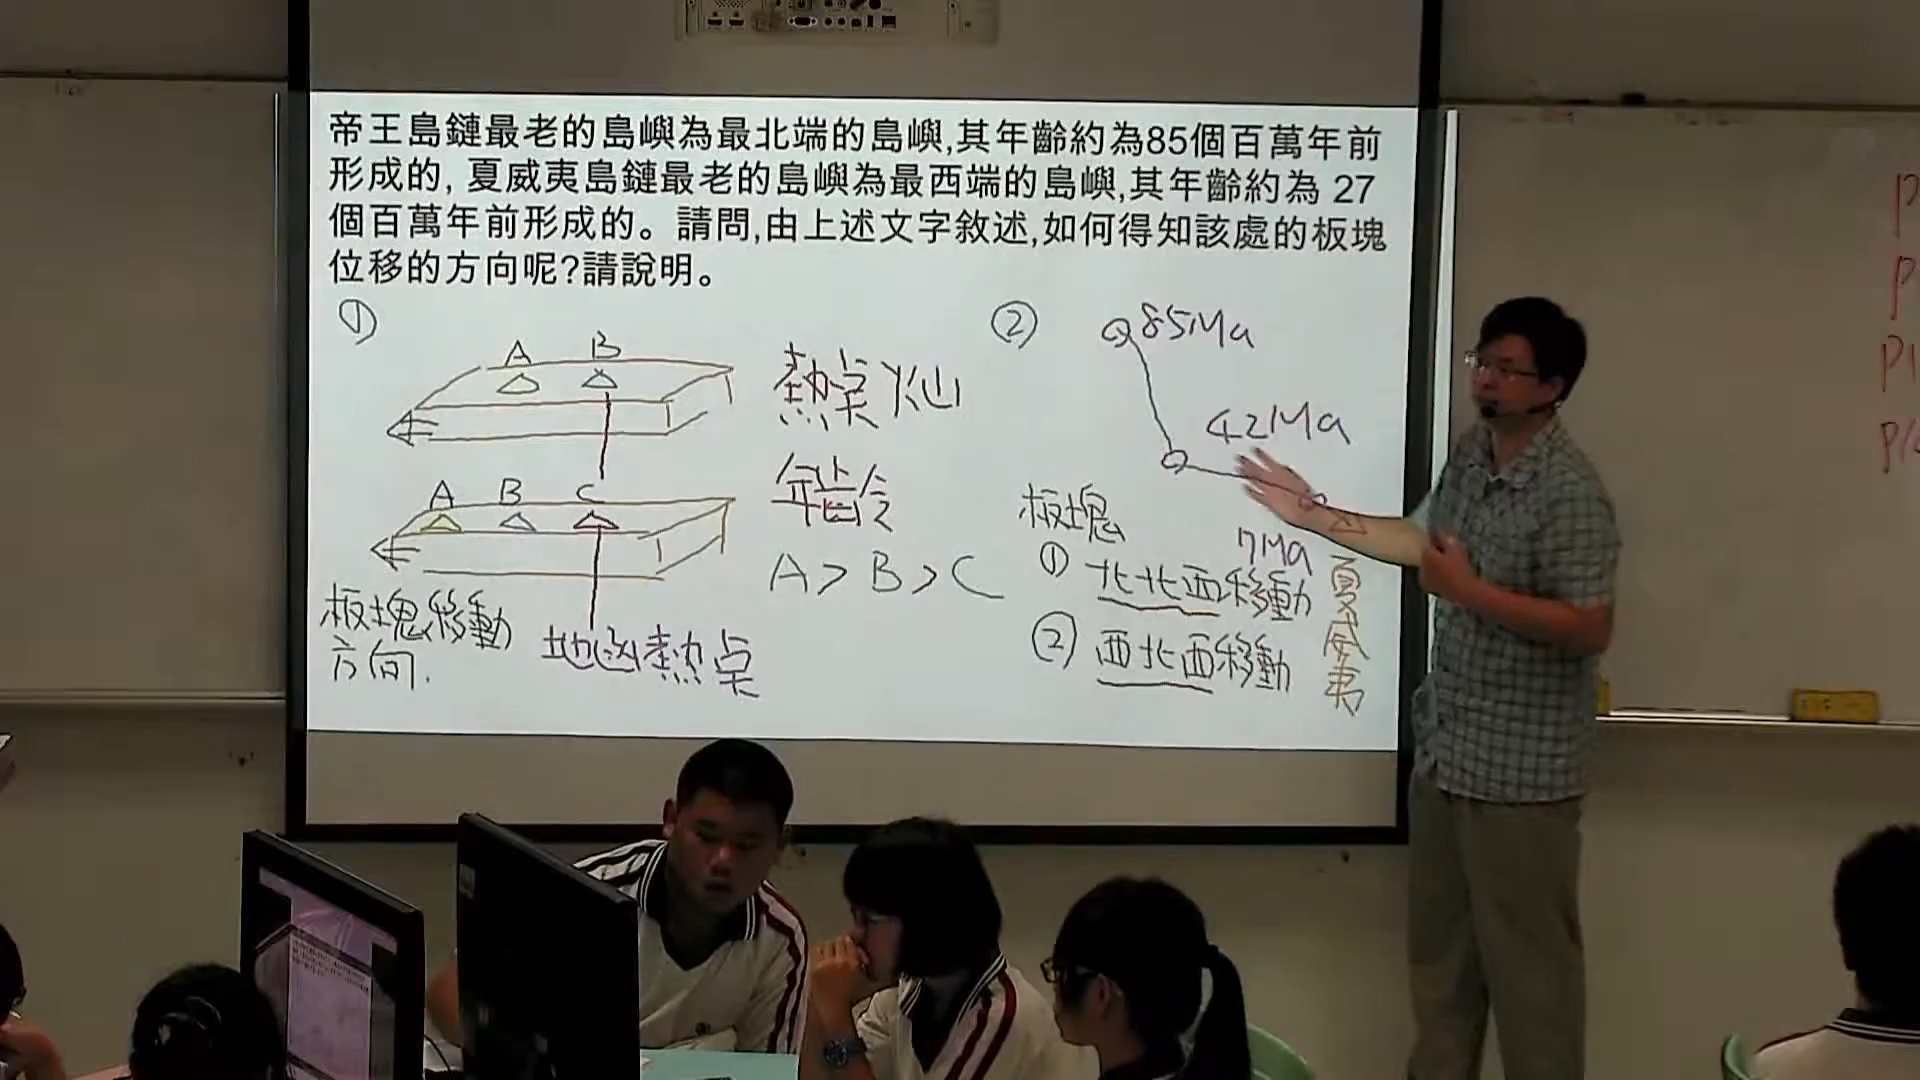 帝王島鏈最老的島嶼為最北端的島嶼,其年齡約為85個百萬年前
形成的, 夏威夷島鏈最老的島嶼為最西端的島嶼,其年齡約為 27
個百萬年前形成的。請問,由上述文字敘述,如何得知該處的板塊
位移的方向呢?請說明。
①
A B
A B C
板塊移動
方向.
地函熱点
熱点火山
年齡
A > B > C
②
85Ma
42Ma
7Ma
板塊
① 北北西移動
② 西北西移動
夏威夷